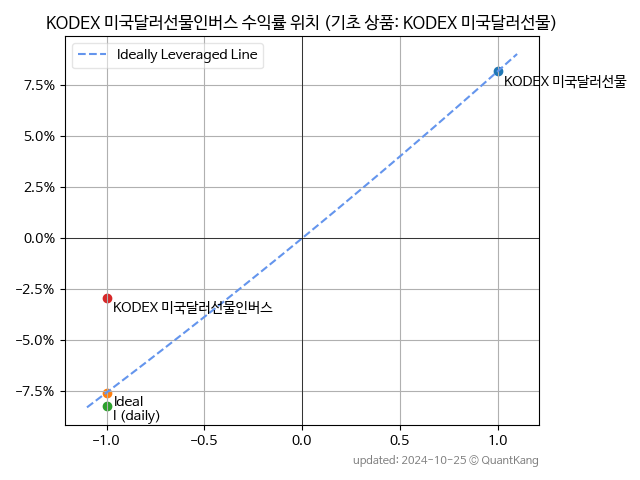 KODEX 미국달러선물인버스 수익률 위치 (기초 상품: KODEX 미국달러선물)
Ideally Leveraged Line
7.5%
KODEX 미국달러선물
5.0%
2.5%
0.0%
−2.5%
KODEX 미국달러선물인버스
−5.0%
−7.5%
Ideal
I (daily)
−1.0 −0.5 0.0 0.5 1.0
updated: 2024-10-25 © QuantKang